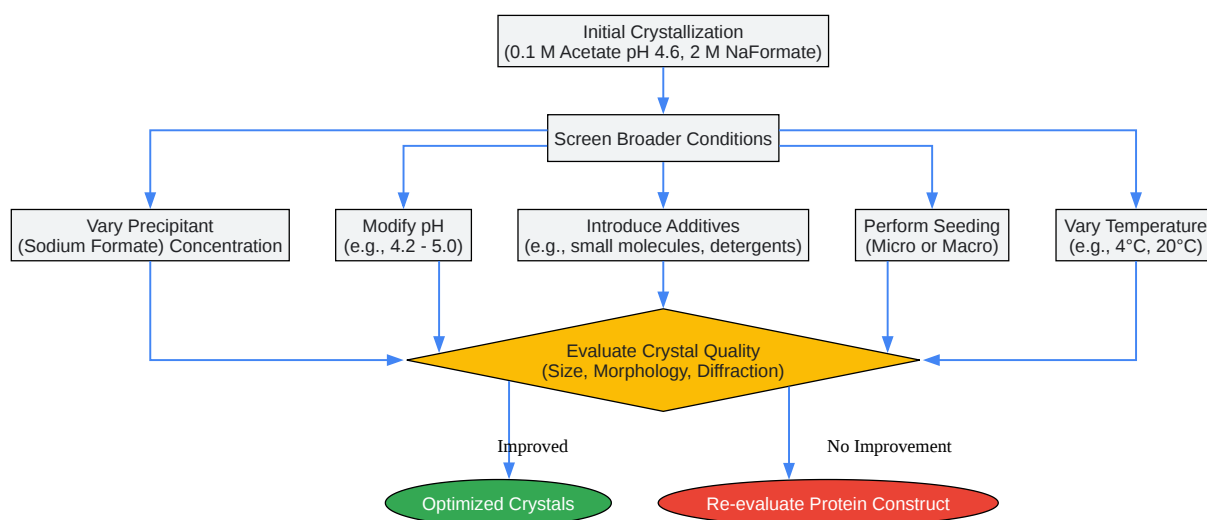 Initial Crystallization
(0.1 M Acetate pH 4.6, 2 M NaFormate)
Screen Broader Conditions
Vary Precipitant
(Sodium Formate) Concentration
Modify pH
(e.g., 4.2 - 5.0)
Introduce Additives
(e.g., small molecules, detergents)
Perform Seeding
(Micro or Macro)
Vary Temperature
(e.g., 4°C, 20°C)
Evaluate Crystal Quality
(Size, Morphology, Diffraction)
Improved
No Improvement
Optimized Crystals
Re-evaluate Protein Construct